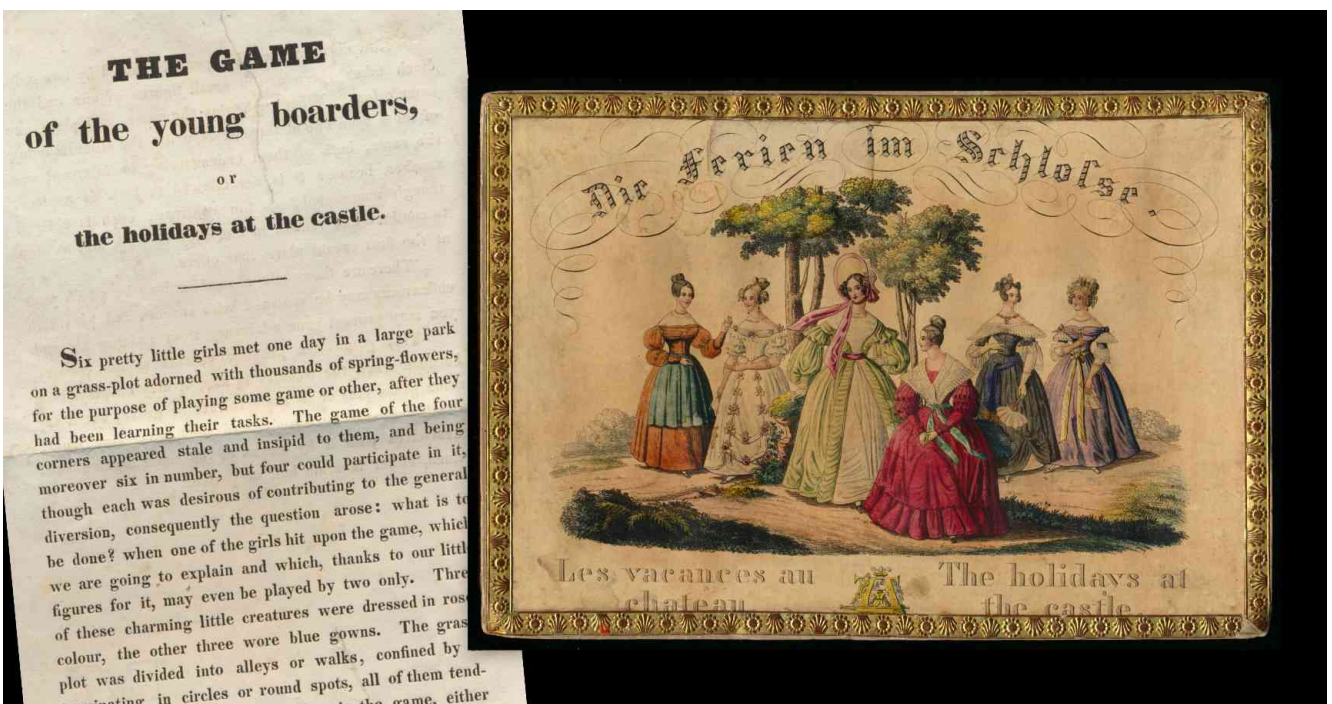 THE GAME
of the young boarders,
or
the holidays at the castle.
Six pretty little girls met one day in a large park
on a grass-plot adorned with thousands of spring-flowers,
for the purpose of playing some game or other, after they
had been learning their tasks. The game of the four
corners appeared stale and insipid to them, and being
moreover six in number, but four could participate in it,
though each was desirous of contributing to the general
diversion, consequently the question arose: what is to
be done? when one of the girls hit upon the game, which
we are going to explain and which, thanks to our littl
figures for it, may even be played by two only. Thre
of these charming little creatures were dressed in rose
colour, the other three wore blue gowns. The gras
plot was divided into alleys or walks, confined by
in circles or round spots, all of them tend-
the game, either
Die Ferien im Schloſse.
Les vacances au
chateau
The holidays at
the castle